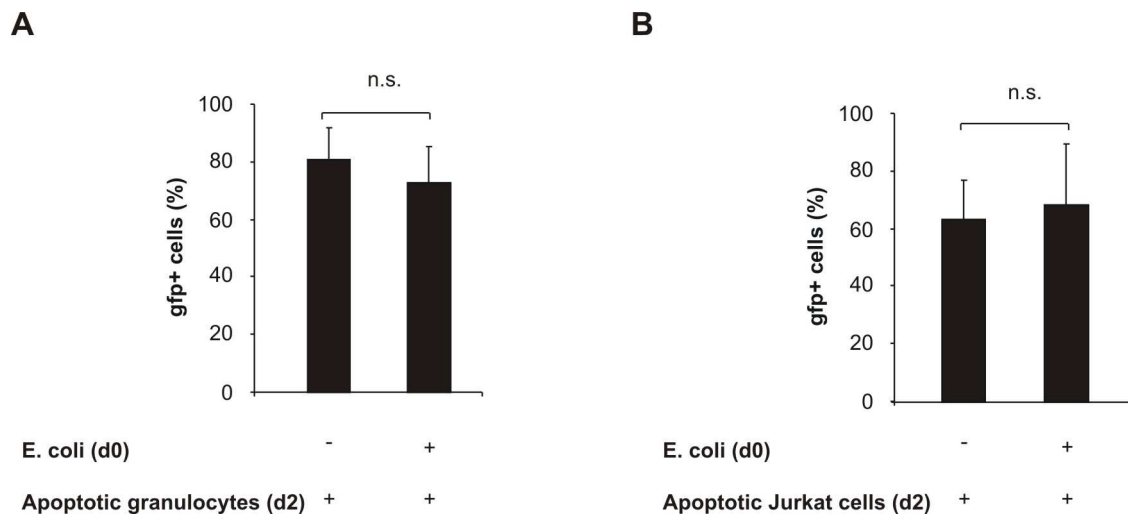 A
n.s.
100
80
60
40
20
0
gfp+ cells (%)
E. coli (d0) - +
Apoptotic granulocytes (d2) + +
B
n.s.
100
80
60
40
20
0
gfp+ cells (%)
E. coli (d0) - +
Apoptotic Jurkat cells (d2) + +